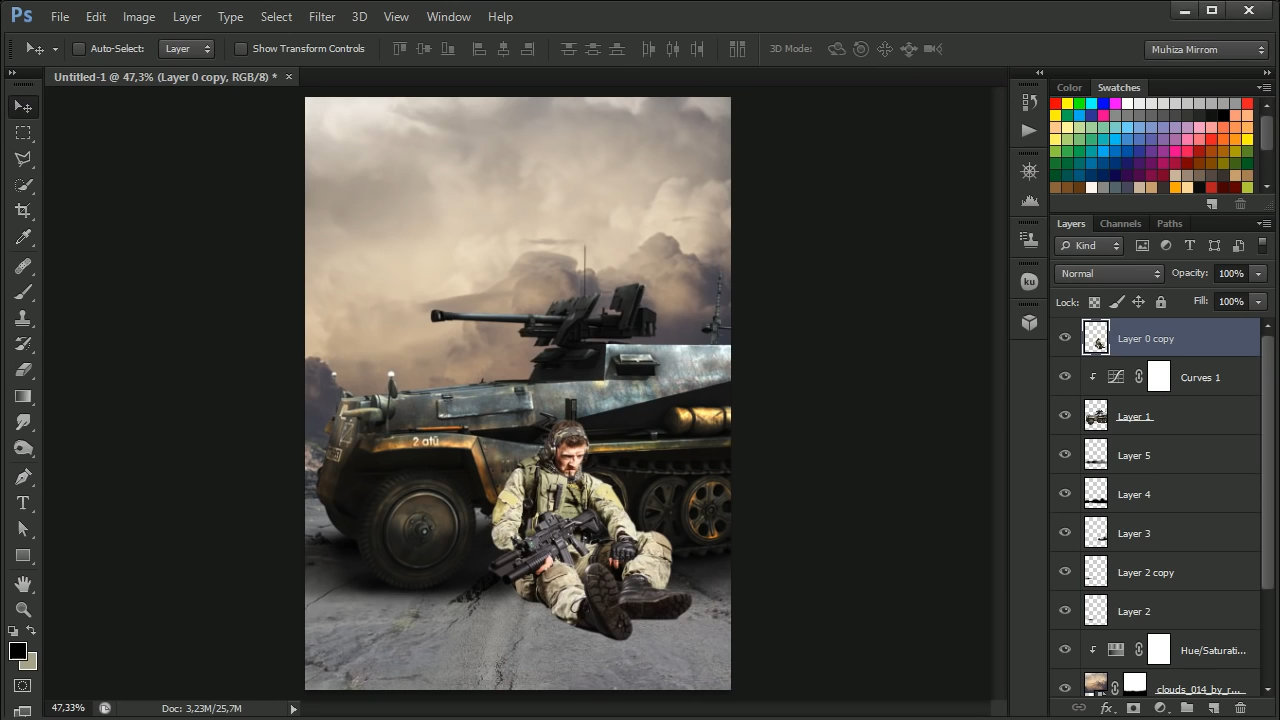 Ps File Edit Image Layer Type Select Filter 3D View Window Help
Auto-Select: Layer Show Transform Controls 3D Mode: Muhiza Mirrom
Untitled-1 @ 47,3% (Layer 0 copy, RGB/8) * ×
Color Swatches
2 atü
Layers Channels Paths
Kind
Normal Opacity: 100%
Lock: Fill: 100%
ku
Layer 0 copy
Curves 1
Layer 1
Layer 5
Layer 4
Layer 3
Layer 2 copy
Layer 2
Hue/Saturati...
clouds_014_by_r...
T
fx
47,33% Doc: 3,23M/25,7M